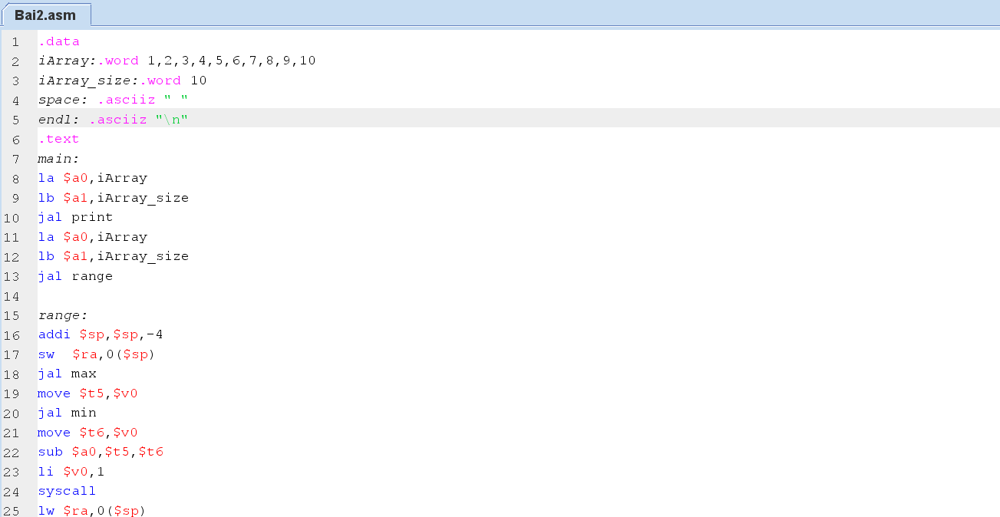 Bai2.asm
1 .data
2 iArray:.word 1,2,3,4,5,6,7,8,9,10
3 iArray_size:.word 10
4 space: .asciiz " "
5 endl: .asciiz "\n"
6 .text
7 main:
8 la $a0,iArray
9 lb $a1,iArray_size
10 jal print
11 la $a0,iArray
12 lb $a1,iArray_size
13 jal range
14
15 range:
16 addi $sp,$sp,-4
17 sw  $ra,0($sp)
18 jal max
19 move $t5,$v0
20 jal min
21 move $t6,$v0
22 sub $a0,$t5,$t6
23 li $v0,1
24 syscall
25 lw $ra,0($sp)